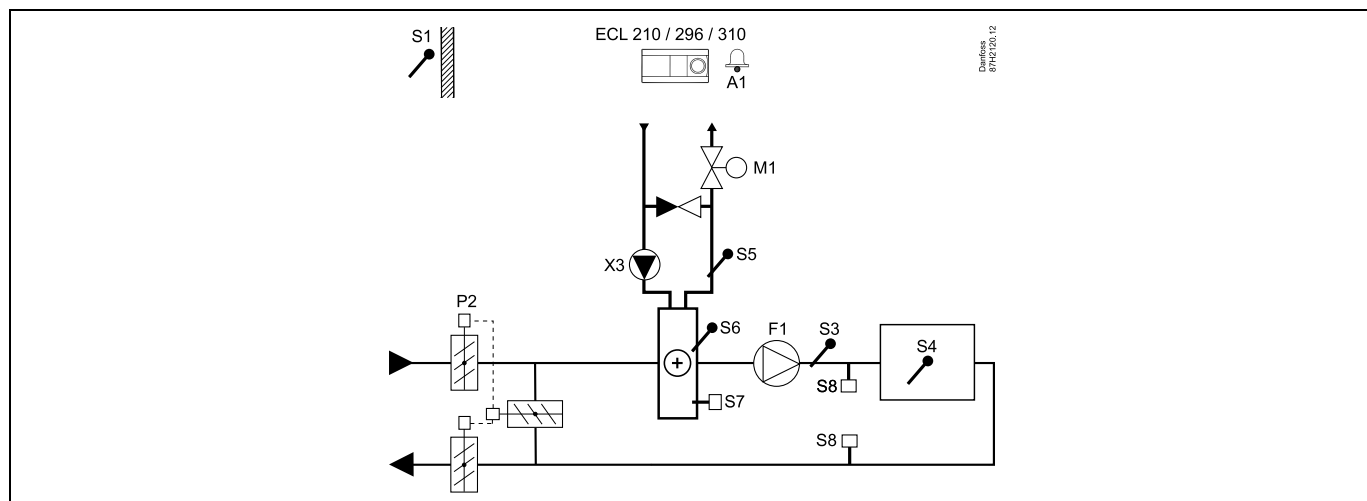 S1
ECL 210 / 296 / 310
A1
Danfoss
87H2120.12
M1
X3
S5
P2
S6
F1
S3
S4
S8
S7
S8